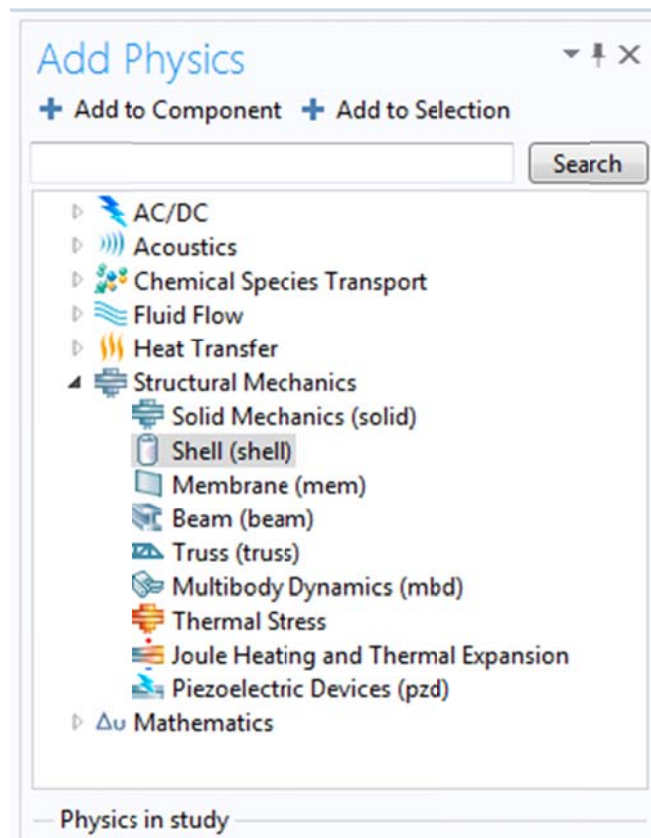 Add Physics
Add to Component Add to Selection
Search
AC/DC
Acoustics
Chemical Species Transport
Fluid Flow
Heat Transfer
Structural Mechanics
Solid Mechanics (solid)
Shell (shell)
Membrane (mem)
Beam (beam)
Truss (truss)
Multibody Dynamics (mbd)
Thermal Stress
Joule Heating and Thermal Expansion
Piezoelectric Devices (pzd)
Δu Mathematics
Physics in study